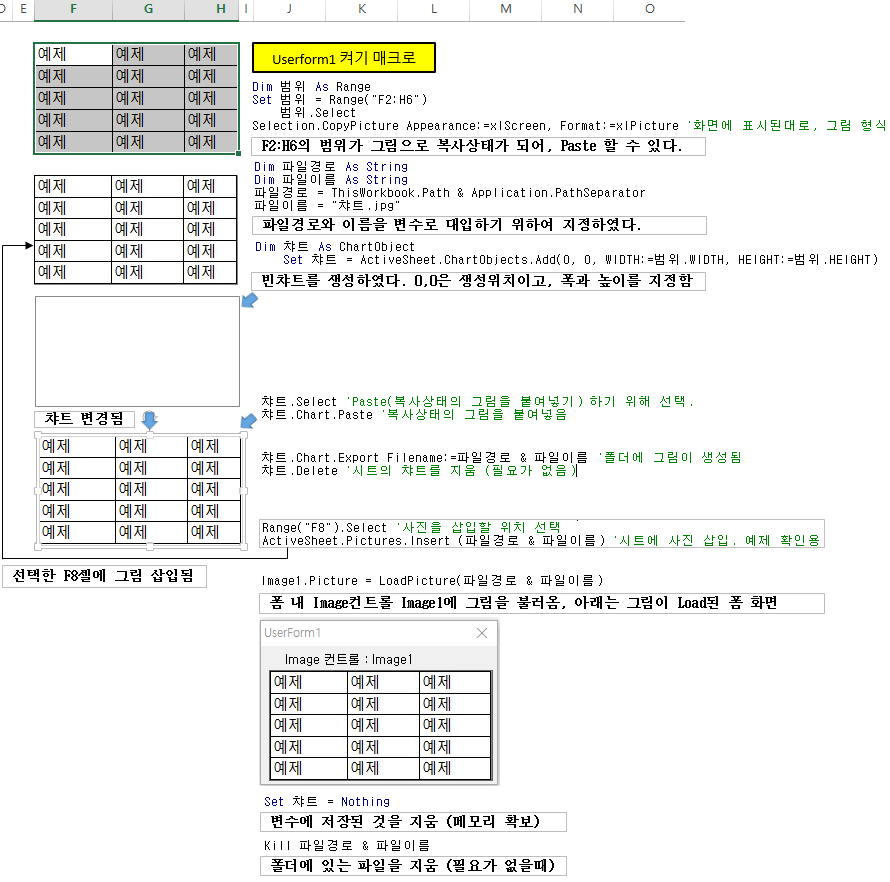 D E F G H I J K L M N O
예제 예제 예제
예제 예제 예제
예제 예제 예제
예제 예제 예제
예제 예제 예제
Userform1 켜기 매크로
Dim 범위 As Range
Set 범위 = Range("F2:H6")
범위.Select
Selection.CopyPicture Appearance:=xlScreen, Format:=xlPicture '화면에 표시된대로, 그림 형식
F2:H6의 범위가 그림으로 복사상태가 되어, Paste 할 수 있다.
Dim 파일경로 As String
Dim 파일이름 As String
파일경로 = ThisWorkbook.Path & Application.PathSeparator
파일이름 = "챠트.jpg"
파일경로와 이름을 변수로 대입하기 위하여 지정하였다.
예제 예제 예제
예제 예제 예제
예제 예제 예제
예제 예제 예제
예제 예제 예제
Dim 챠트 As ChartObject
Set 챠트 = ActiveSheet.ChartObjects.Add(0, 0, WIDTH:=범위.WIDTH, HEIGHT:=범위.HEIGHT)
빈챠트를 생성하였다. 0,0은 생성위치이고, 폭과 높이를 지정함
챠트.Select 'Paste(복사상태의 그림을 붙여넣기)하기 위해 선택.
챠트.Chart.Paste '복사상태의 그림을 붙여넣음
챠트 변경됨
예제 예제 예제
예제 예제 예제
예제 예제 예제
예제 예제 예제
예제 예제 예제
챠트.Chart.Export Filename:=파일경로 & 파일이름 '폴더에 그림이 생성됨
챠트.Delete '시트의 챠트를 지움 (필요가 없음)
Range("F8").Select '사진을 삽입할 위치 선택
ActiveSheet.Pictures.Insert (파일경로 & 파일이름) '시트에 사진 삽입. 예제 확인용
선택한 F8셀에 그림 삽입됨
Image1.Picture = LoadPicture(파일경로 & 파일이름)
폼 내 Image컨트롤 Image1에 그림을 불러옴, 아래는 그림이 Load된 폼 화면
UserForm1
Image 컨트롤 : Image1
예제 예제 예제
예제 예제 예제
예제 예제 예제
예제 예제 예제
예제 예제 예제
Set 챠트 = Nothing
변수에 저장된 것을 지움 (메모리 확보)
Kill 파일경로 & 파일이름
폴더에 있는 파일을 지움 (필요가 없을때)